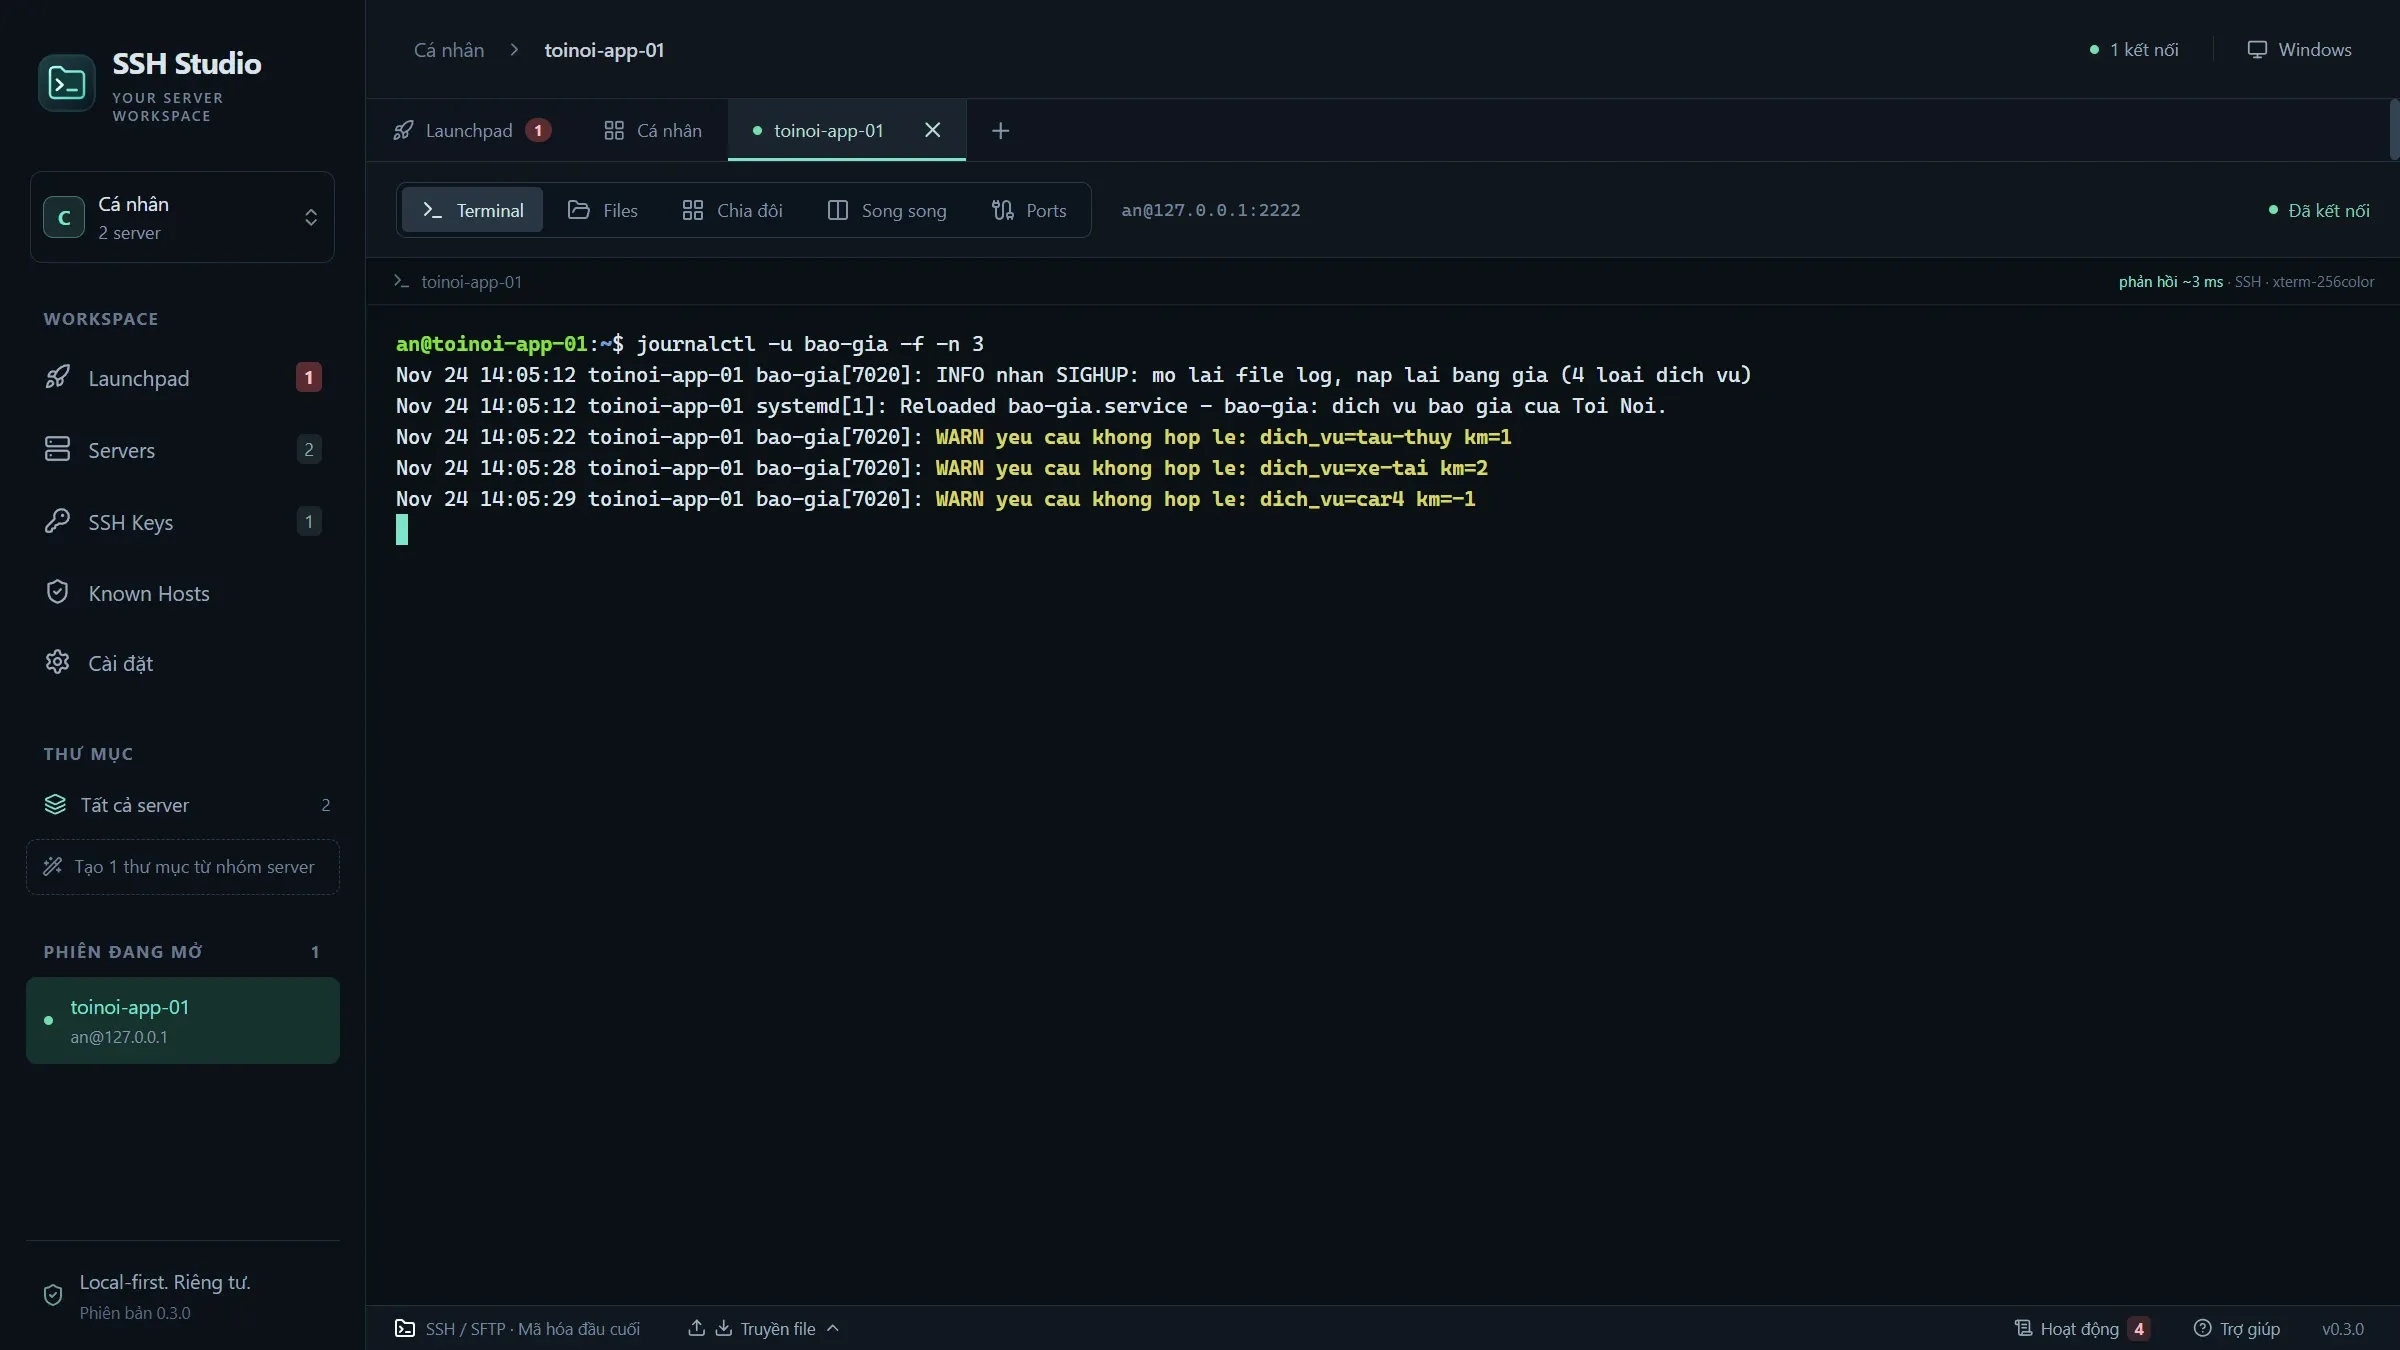 SSH Studio
YOUR SERVER
WORKSPACE
C
Cá nhân
2 server
WORKSPACE
Launchpad 1
Servers 2
SSH Keys 1
Known Hosts
Cài đặt
THƯ MỤC
Tất cả server 2
Tạo 1 thư mục từ nhóm server
PHIÊN ĐANG MỞ 1
toinoi-app-01
an@127.0.0.1
Local-first. Riêng tư.
Phiên bản 0.3.0
Cá nhân > toinoi-app-01
1 kết nối
Windows
Launchpad 1
Cá nhân
toinoi-app-01
Terminal
Files
Chia đôi
Song song
Ports
an@127.0.0.1:2222
Đã kết nối
toinoi-app-01
phản hồi ~3 ms · SSH · xterm-256color
an@toinoi-app-01:~$ journalctl -u bao-gia -f -n 3
Nov 24 14:05:12 toinoi-app-01 bao-gia[7020]: INFO nhan SIGHUP: mo lai file log, nap lai bang gia (4 loai dich vu)
Nov 24 14:05:12 toinoi-app-01 systemd[1]: Reloaded bao-gia.service - bao-gia: dich vu bao gia cua Toi Noi.
Nov 24 14:05:22 toinoi-app-01 bao-gia[7020]: WARN yeu cau khong hop le: dich_vu=tau-thuy km=1
Nov 24 14:05:28 toinoi-app-01 bao-gia[7020]: WARN yeu cau khong hop le: dich_vu=xe-tai km=2
Nov 24 14:05:29 toinoi-app-01 bao-gia[7020]: WARN yeu cau khong hop le: dich_vu=car4 km=-1
SSH / SFTP · Mã hóa đầu cuối
Truyền file
Hoạt động 4
Trợ giúp
v0.3.0